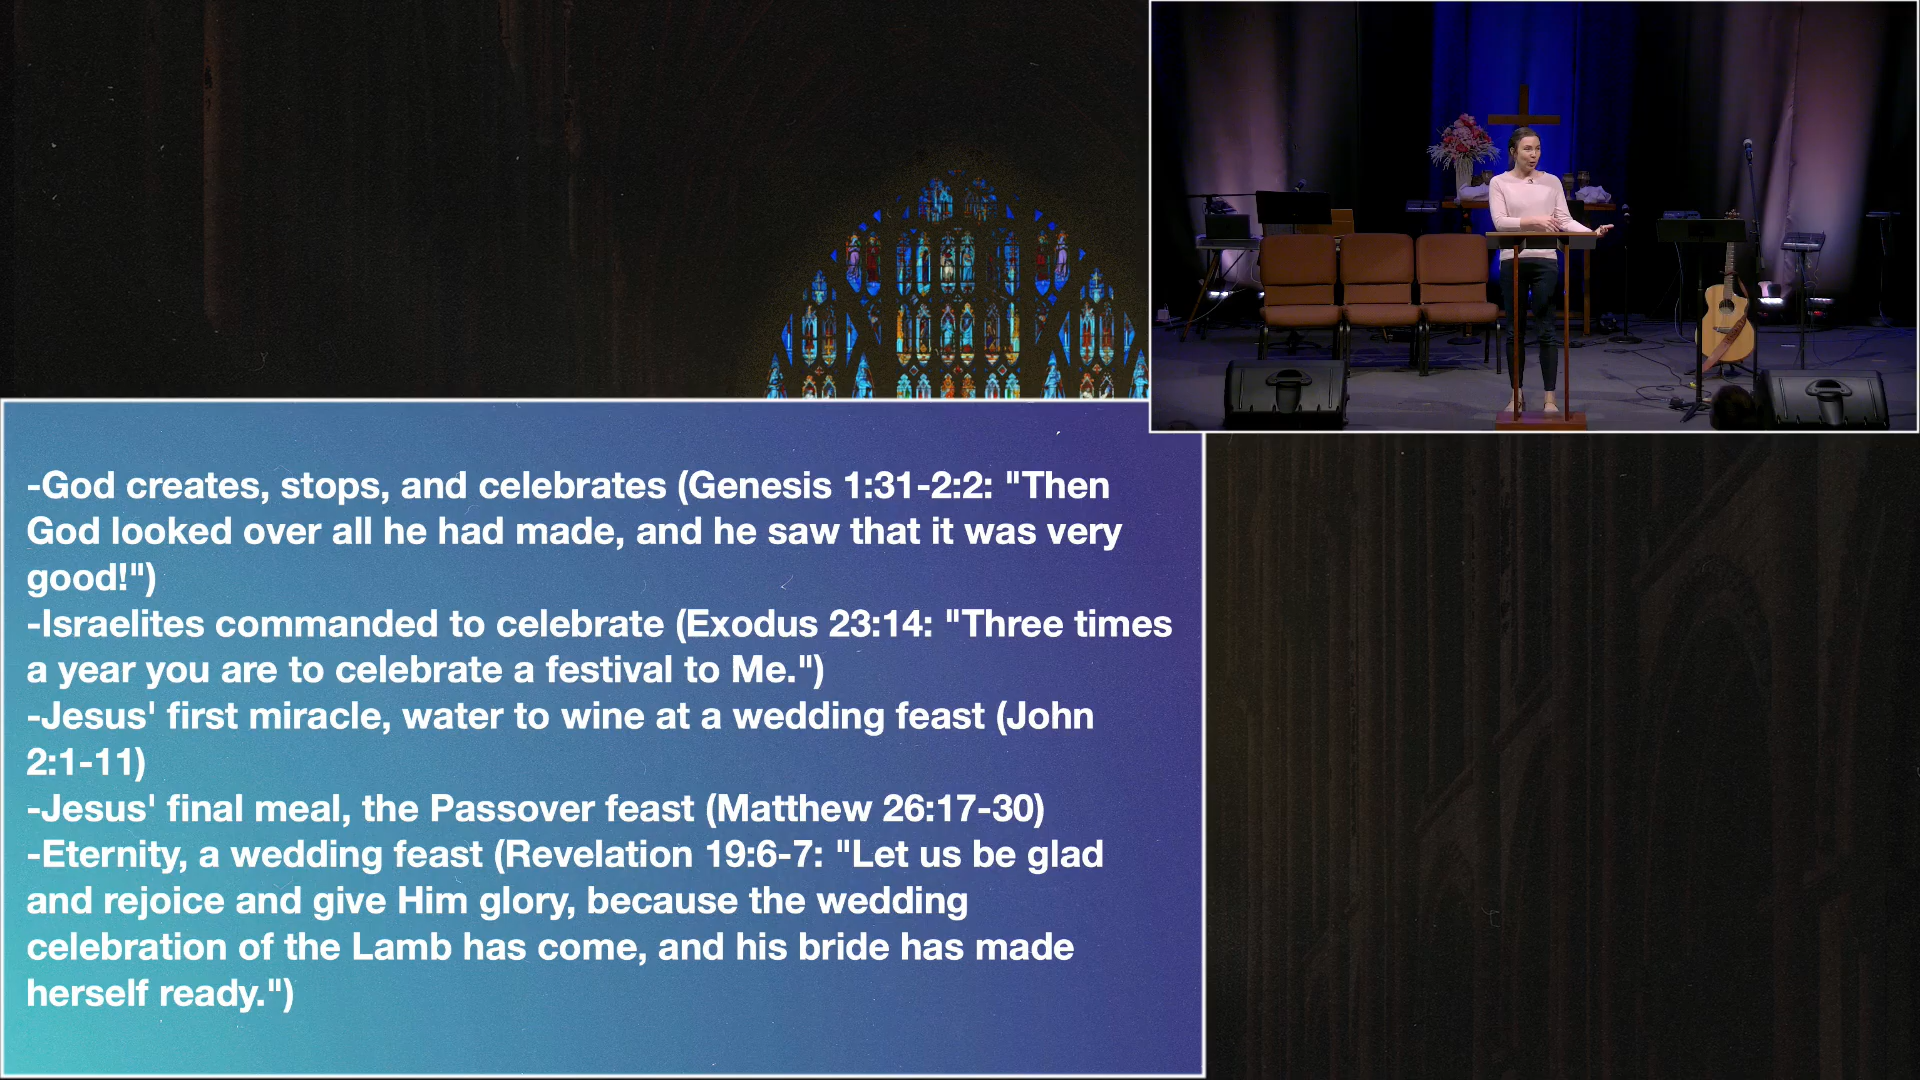 -God creates, stops, and celebrates (Genesis 1:31-2:2: "Then
God looked over all he had made, and he saw that it was very
good!")
-Israelites commanded to celebrate (Exodus 23:14: "Three times
a year you are to celebrate a festival to Me.")
-Jesus' first miracle, water to wine at a wedding feast (John
2:1-11)
-Jesus' final meal, the Passover feast (Matthew 26:17-30)
-Eternity, a wedding feast (Revelation 19:6-7: "Let us be glad
and rejoice and give Him glory, because the wedding
celebration of the Lamb has come, and his bride has made
herself ready.")